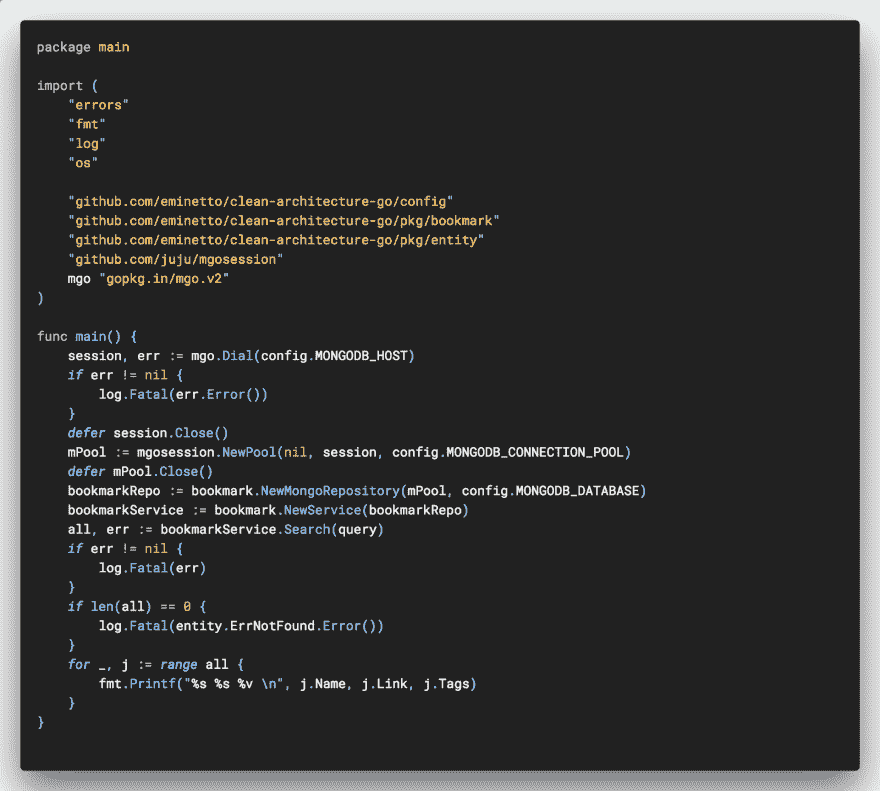 package main

import (
    "errors"
    "fmt"
    "log"
    "os"

    "github.com/eminetto/clean-architecture-go/config"
    "github.com/eminetto/clean-architecture-go/pkg/bookmark"
    "github.com/eminetto/clean-architecture-go/pkg/entity"
    "github.com/juju/mgosession"
    mgo "gopkg.in/mgo.v2"
)

func main() {
    session, err := mgo.Dial(config.MONGODB_HOST)
    if err != nil {
        log.Fatal(err.Error())
    }
    defer session.Close()
    mPool := mgosession.NewPool(nil, session, config.MONGODB_CONNECTION_POOL)
    defer mPool.Close()
    bookmarkRepo := bookmark.NewMongoRepository(mPool, config.MONGODB_DATABASE)
    bookmarkService := bookmark.NewService(bookmarkRepo)
    all, err := bookmarkService.Search(query)
    if err != nil {
        log.Fatal(err)
    }
    if len(all) == 0 {
        log.Fatal(entity.ErrNotFound.Error())
    }
    for _, j := range all {
        fmt.Printf("%s %s %v \n", j.Name, j.Link, j.Tags)
    }
}